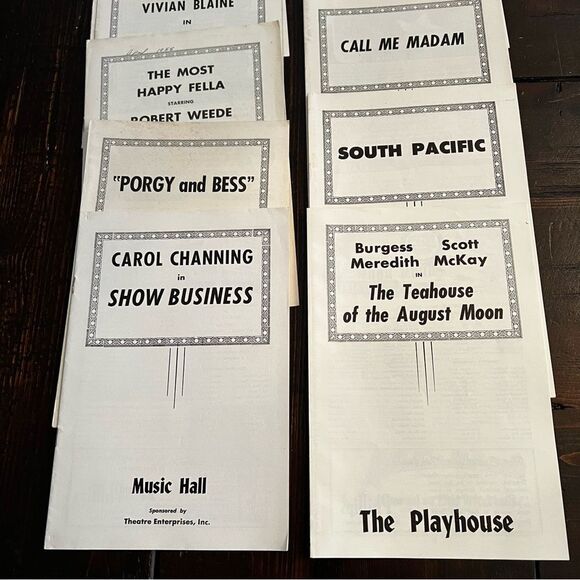 VIVIAN BLAINE
IN
THE MOST
HAPPY FELLA
STARRING
ROBERT WEEDE
"PORGY and BESS"
CAROL CHANNING
in
SHOW BUSINESS
Music Hall
Sponsored by
Theatre Enterprises, Inc.
CALL ME MADAM
SOUTH PACIFIC
Burgess Scott
Meredith McKay
IN
The Teahouse
of the August Moon
The Playhouse